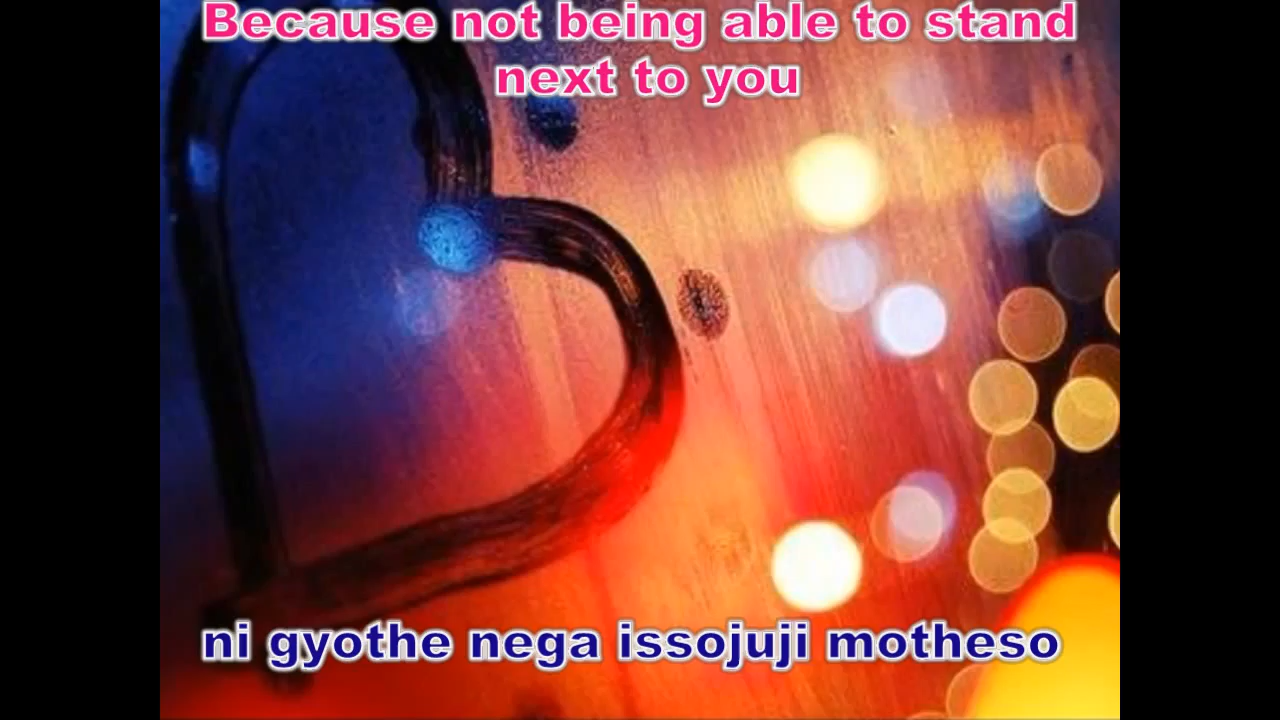 Because not being able to stand
next to you
ni gyothe nega issojuji motheso